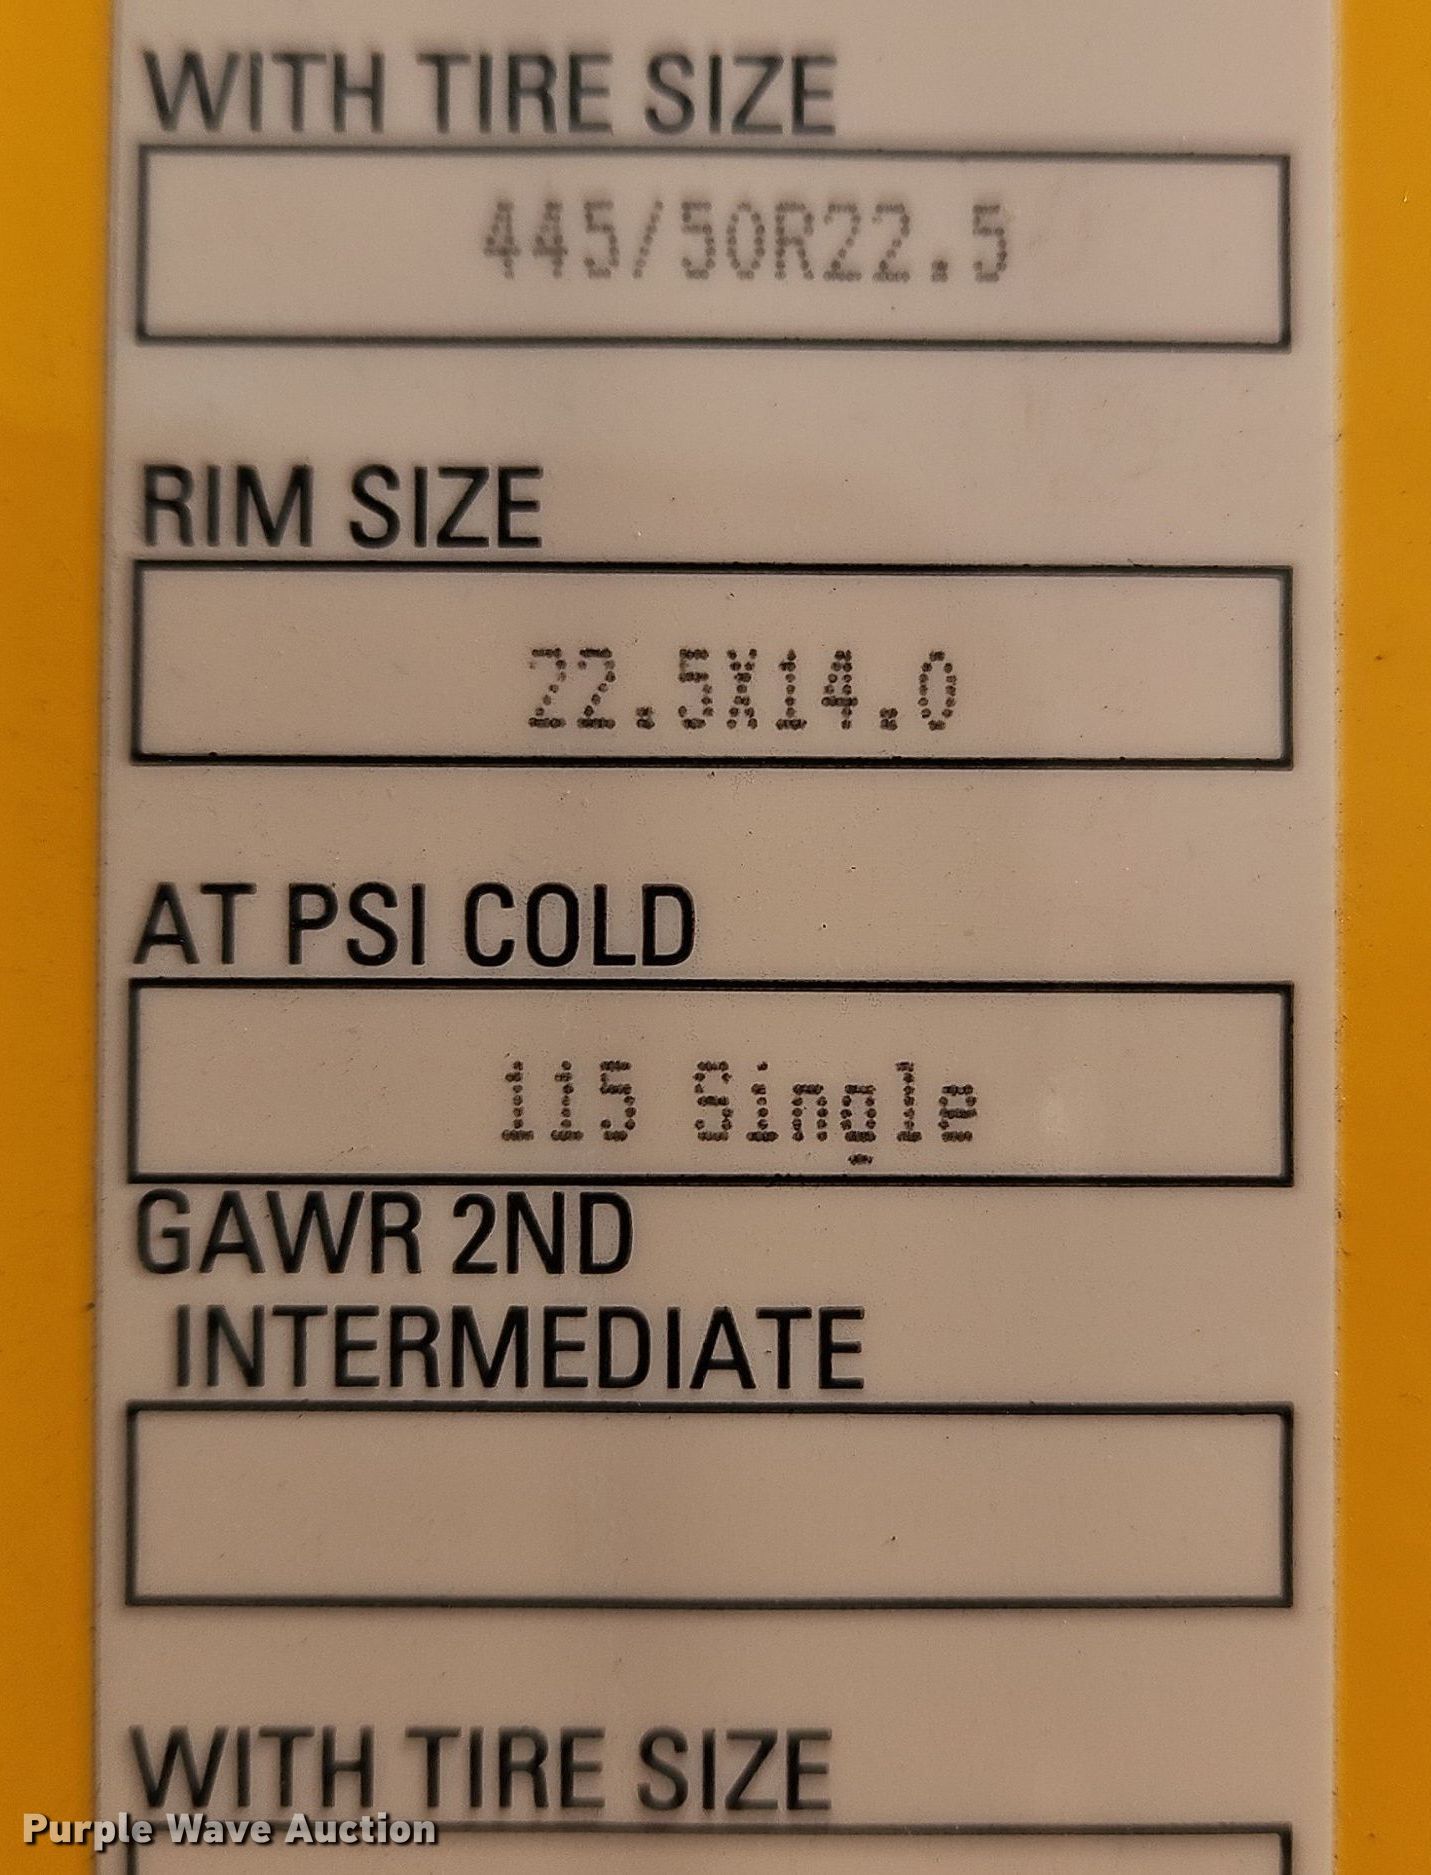 WITH TIRE SIZE
445/50R22.5
RIM SIZE
22.5X14.0
AT PSI COLD
115 Single
GAWR 2ND
INTERMEDIATE
WITH TIRE SIZE
Purple Wave Auction